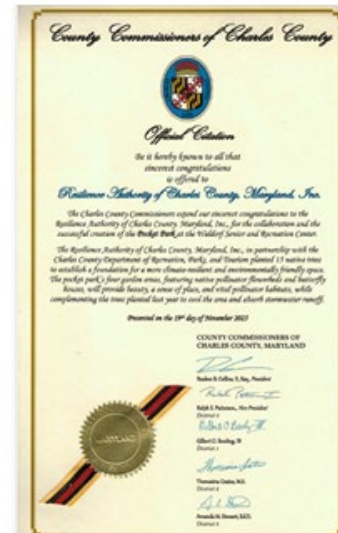 County Commissioners of Charles County
Official Citation
Be it hereby known to all that
sincerest congratulations
is offered to
Resilience Authority of Charles County, Maryland, Inc.
The Charles County Commissioners extend our sincerest congratulations to the
Resilience Authority of Charles County, Maryland, Inc., for the collaboration and the
successful creation of the Pocket Park at the Waldorf Senior and Recreation Center.
The Resilience Authority of Charles County, Maryland, Inc., in partnership with the
Charles County Department of Recreation, Parks, and Tourism planted 15 native trees
to establish a foundation for a more climate resilient and environmentally friendly space.
The pocket park's four garden areas, featuring native pollinator flowerbeds and butterfly
houses, will provide beauty, a sense of place, and vital pollinator habitats, while
complementing the trees planted last year to cool the area and absorb stormwater runoff.
Presented on the 19th day of November 2025
COUNTY COMMISSIONERS OF
CHARLES COUNTY, MARYLAND
Reuben B. Collins, II, Esq., President
Ralph E. Patterson, Vice President
District 4
Gilbert O. Bowling, III
District 1
Thomasina Coates, M.S.
District 2
Amanda M. Stewart, Ed.D.
District 3
MARYLAND